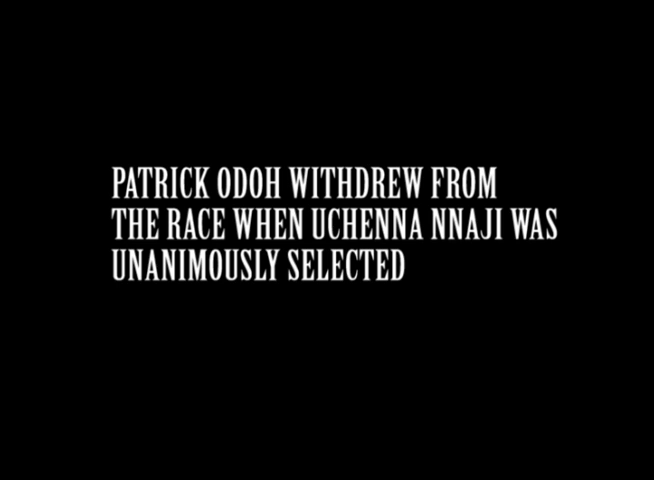 PATRICK ODOH WITHDREW FROM
THE RACE WHEN UCHENNA NNAJI WAS
UNANIMOUSLY SELECTED